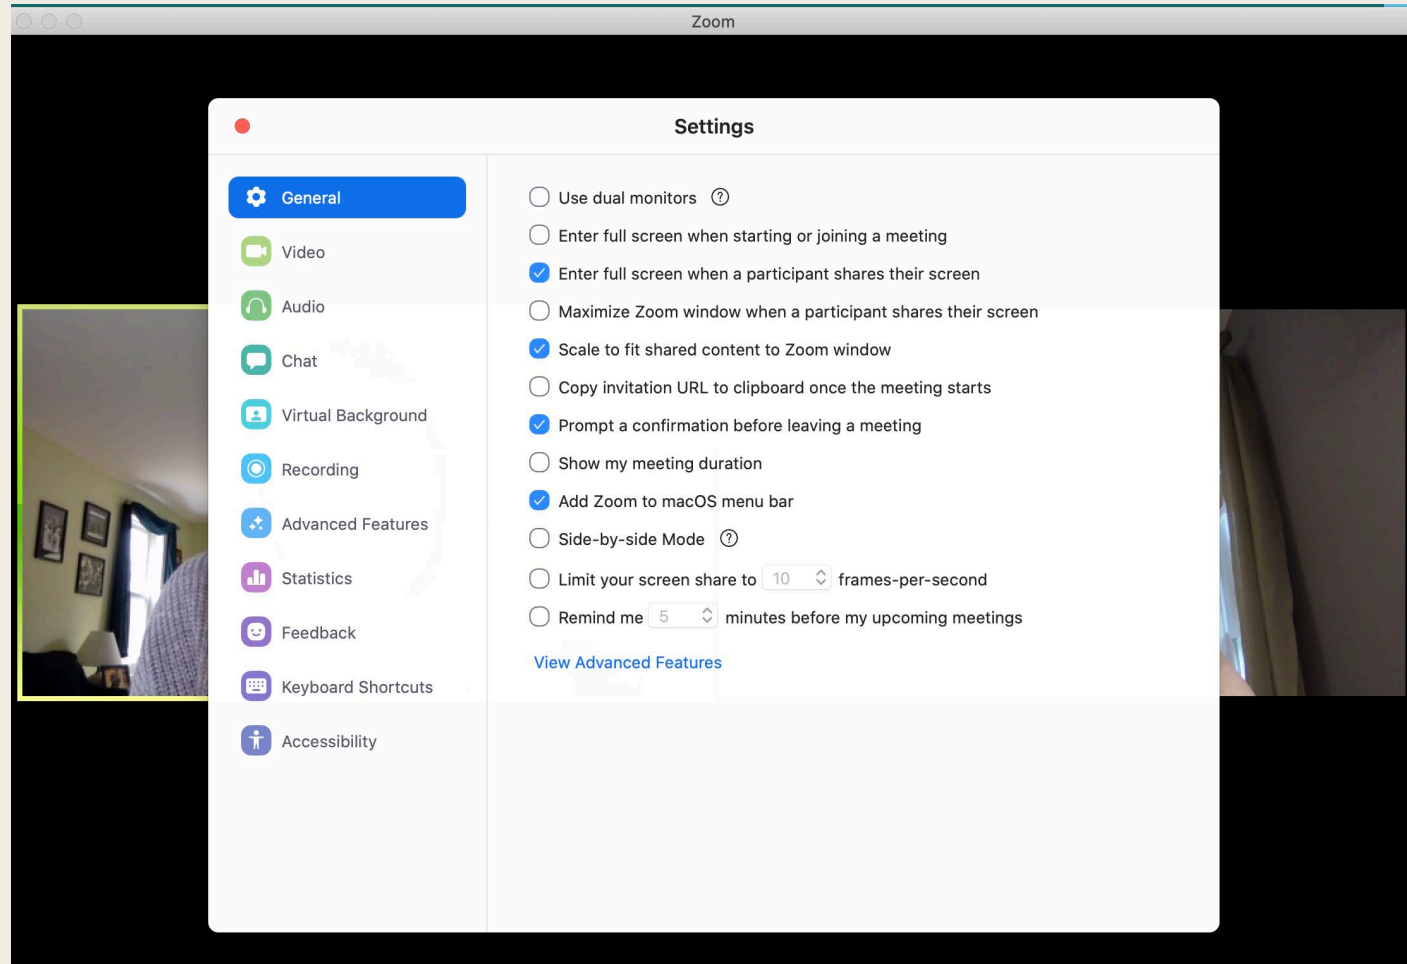 Zoom
Settings
General
Video
Audio
Chat
Virtual Background
Recording
Advanced Features
Statistics
Feedback
Keyboard Shortcuts
Accessibility
Use dual monitors ?
Enter full screen when starting or joining a meeting
Enter full screen when a participant shares their screen
Maximize Zoom window when a participant shares their screen
Scale to fit shared content to Zoom window
Copy invitation URL to clipboard once the meeting starts
Prompt a confirmation before leaving a meeting
Show my meeting duration
Add Zoom to macOS menu bar
Side-by-side Mode ?
Limit your screen share to 10 frames-per-second
Remind me 5 minutes before my upcoming meetings
View Advanced Features